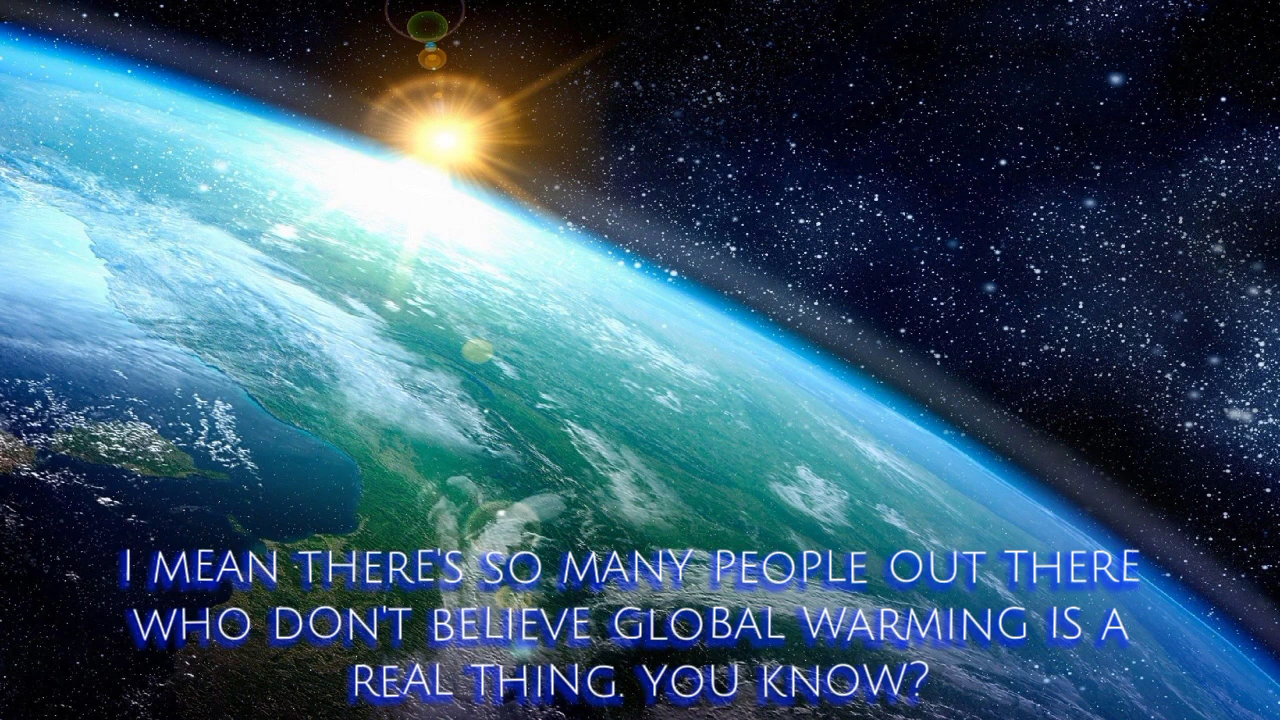 I MEAN THERE'S SO MANY PEOPLE OUT THERE
WHO DON'T BELIEVE GLOBAL WARMING IS A
REAL THING. YOU KNOW?